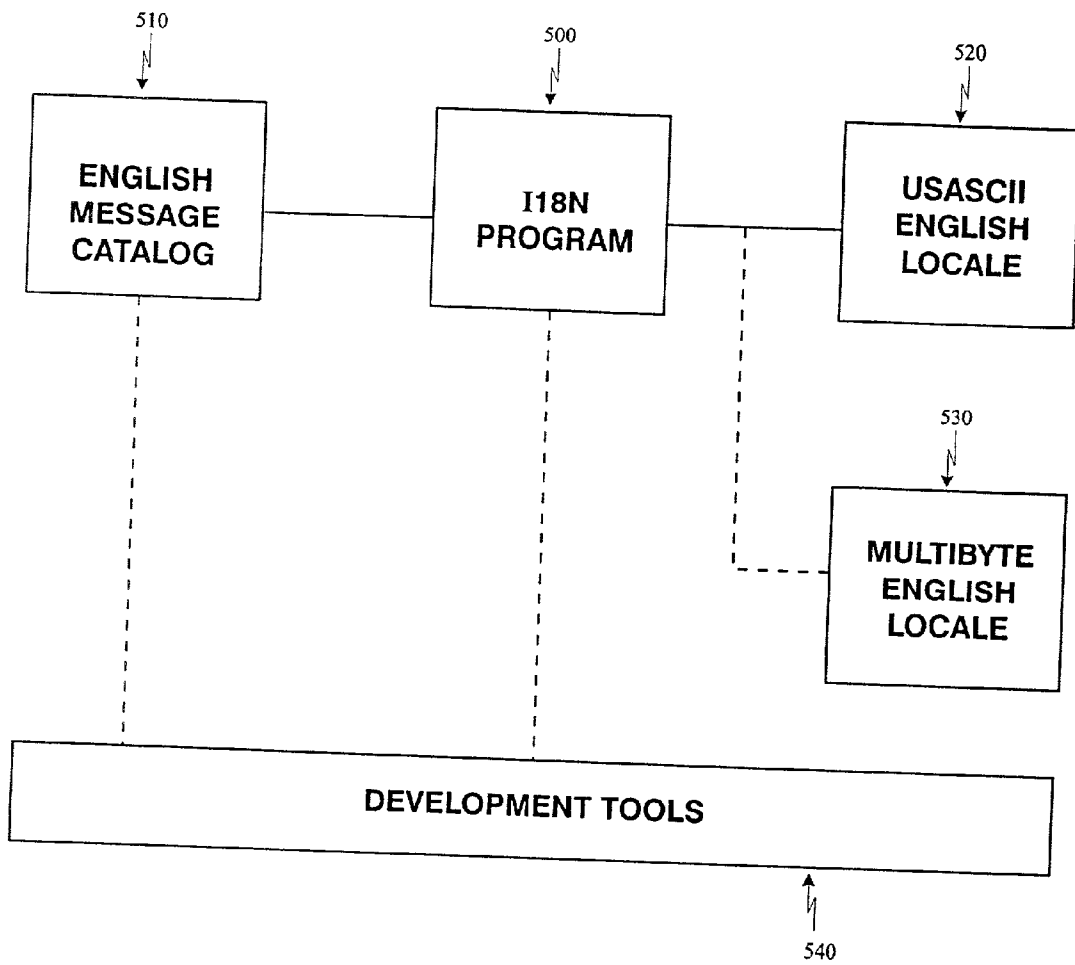 510
500
520
ENGLISH
MESSAGE
CATALOG
I18N
PROGRAM
USASCII
ENGLISH
LOCALE
530
MULTIBYTE
ENGLISH
LOCALE
DEVELOPMENT TOOLS
540